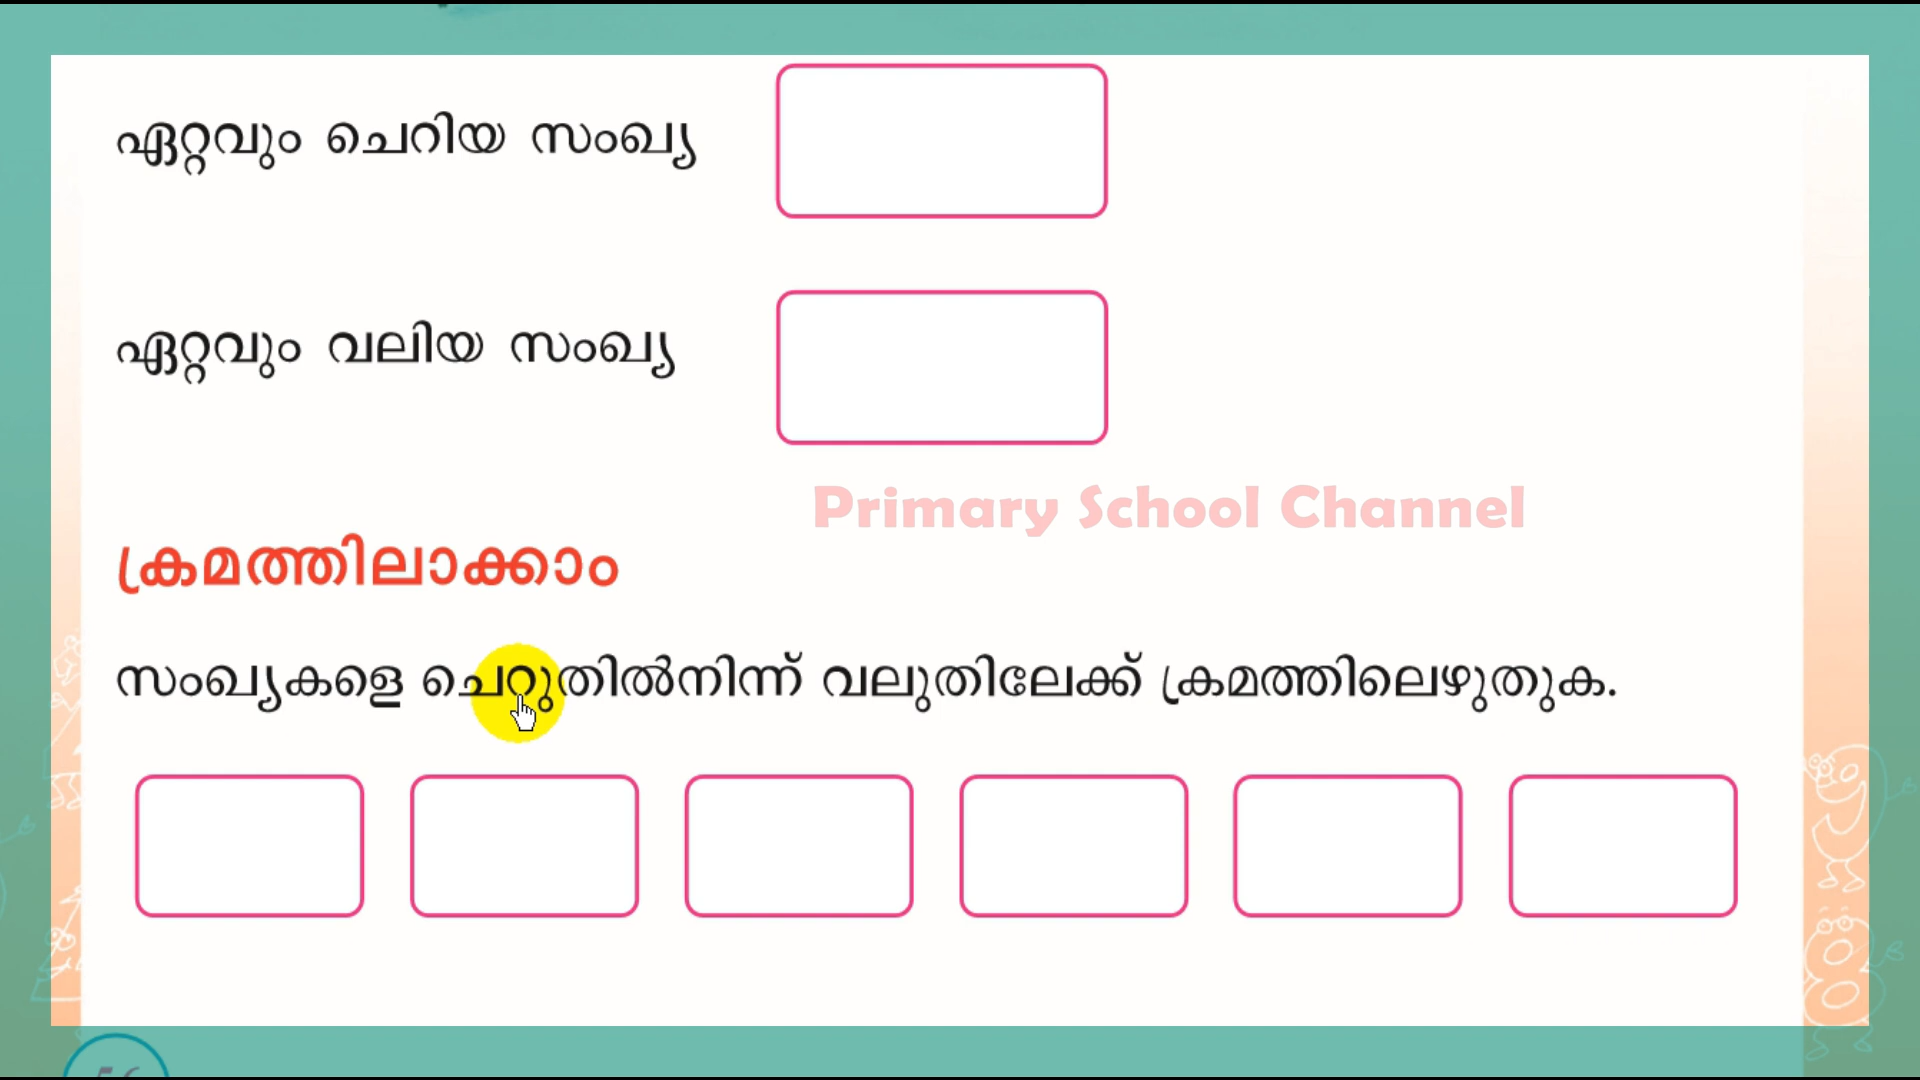 ഏറ്റവും ചെറിയ സംഖ്യ
ഏറ്റവും വലിയ സംഖ്യ
Primary School Channel
ക്രമത്തിലാക്കാം
സംഖ്യകളെ ചെറുതിൽനിന്ന് വലുതിലേക്ക് ക്രമത്തിലെഴുതുക.